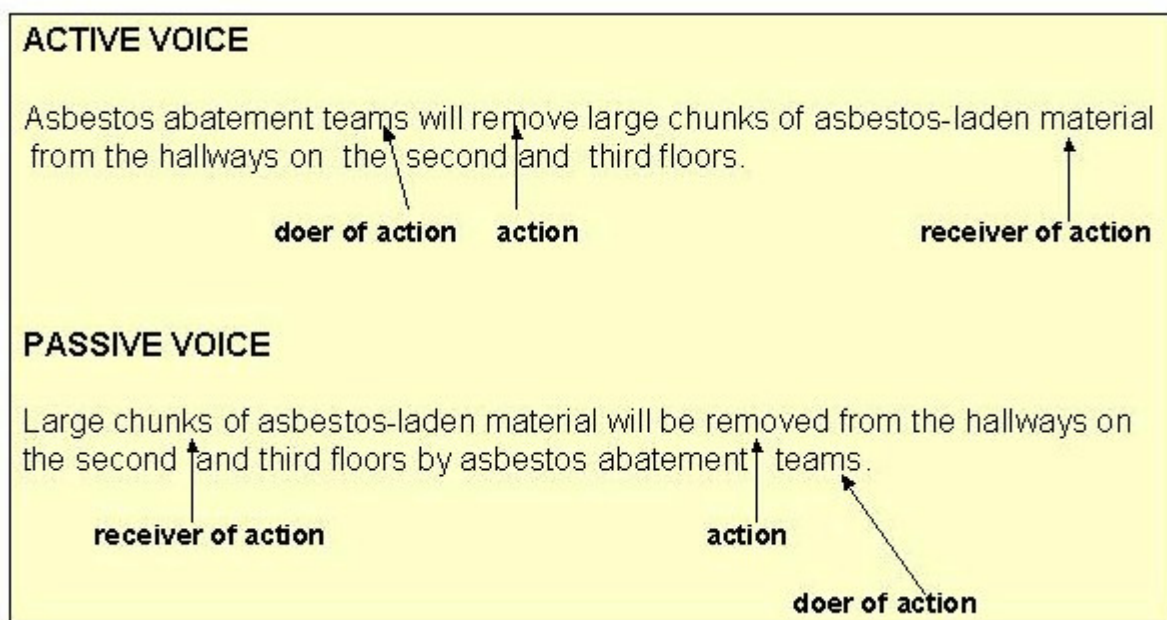 ACTIVE VOICE
Asbestos abatement teams will remove large chunks of asbestos-laden material
from the hallways on the second and third floors.
doer of action action receiver of action
PASSIVE VOICE
Large chunks of asbestos-laden material will be removed from the hallways on
the second and third floors by asbestos abatement teams.
receiver of action action
doer of action